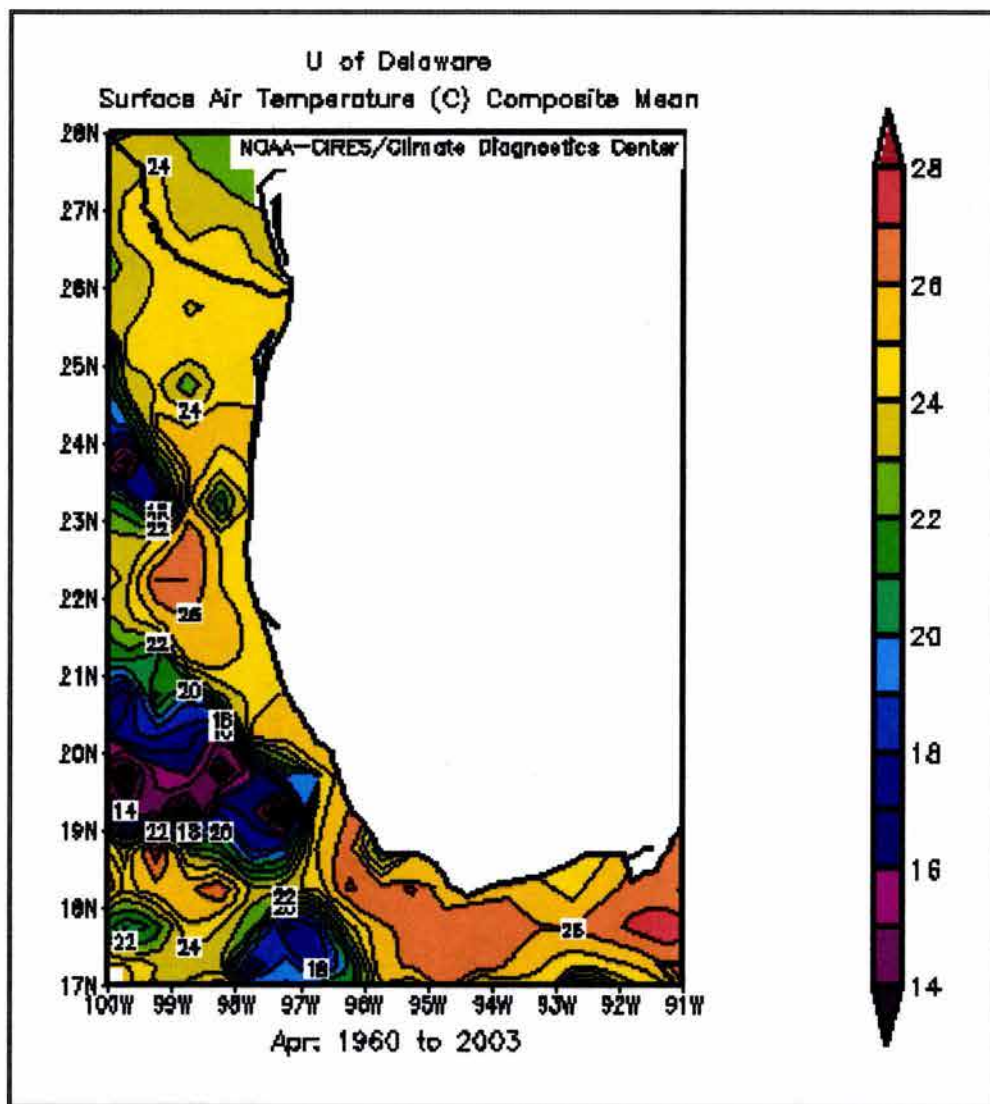 U of Delaware
Surface Air Temperature (C) Composite Mean
NOAA-CIRES/Climate Diagnostics Center
28N
27N
26N
25N
24N
23N
22N
21N
20N
19N
18N
17N
100W 99W 98W 97W 96W 95W 94W 93W 92W 91W
Apr: 1960 to 2003
24
24
22
26
22
20
18
14
22 18 20
22
22
24
18
28
26
24
22
20
18
16
14